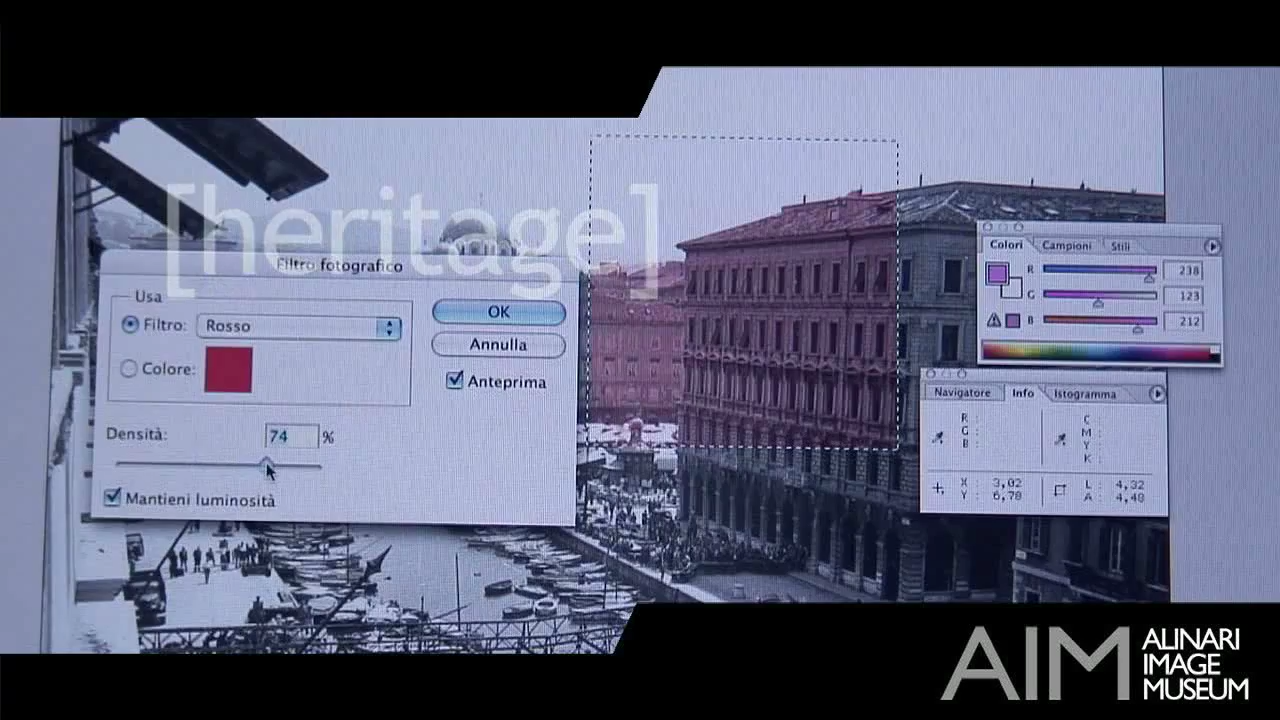 [heritage]
Filtro fotografico
Usa
Filtro: Rosso
Colore:
OK
Annulla
Anteprima
Densità: 74 %
Mantieni luminosità
Colori Campioni Stili
R 238
G 123
B 212
Navigatore Info Istogramma
R :
G :
B :
C :
M :
Y :
K :
X : 3,02
Y : 6,78
L : 4,32
A : 4,48
AIM
ALINARI
IMAGE
MUSEUM